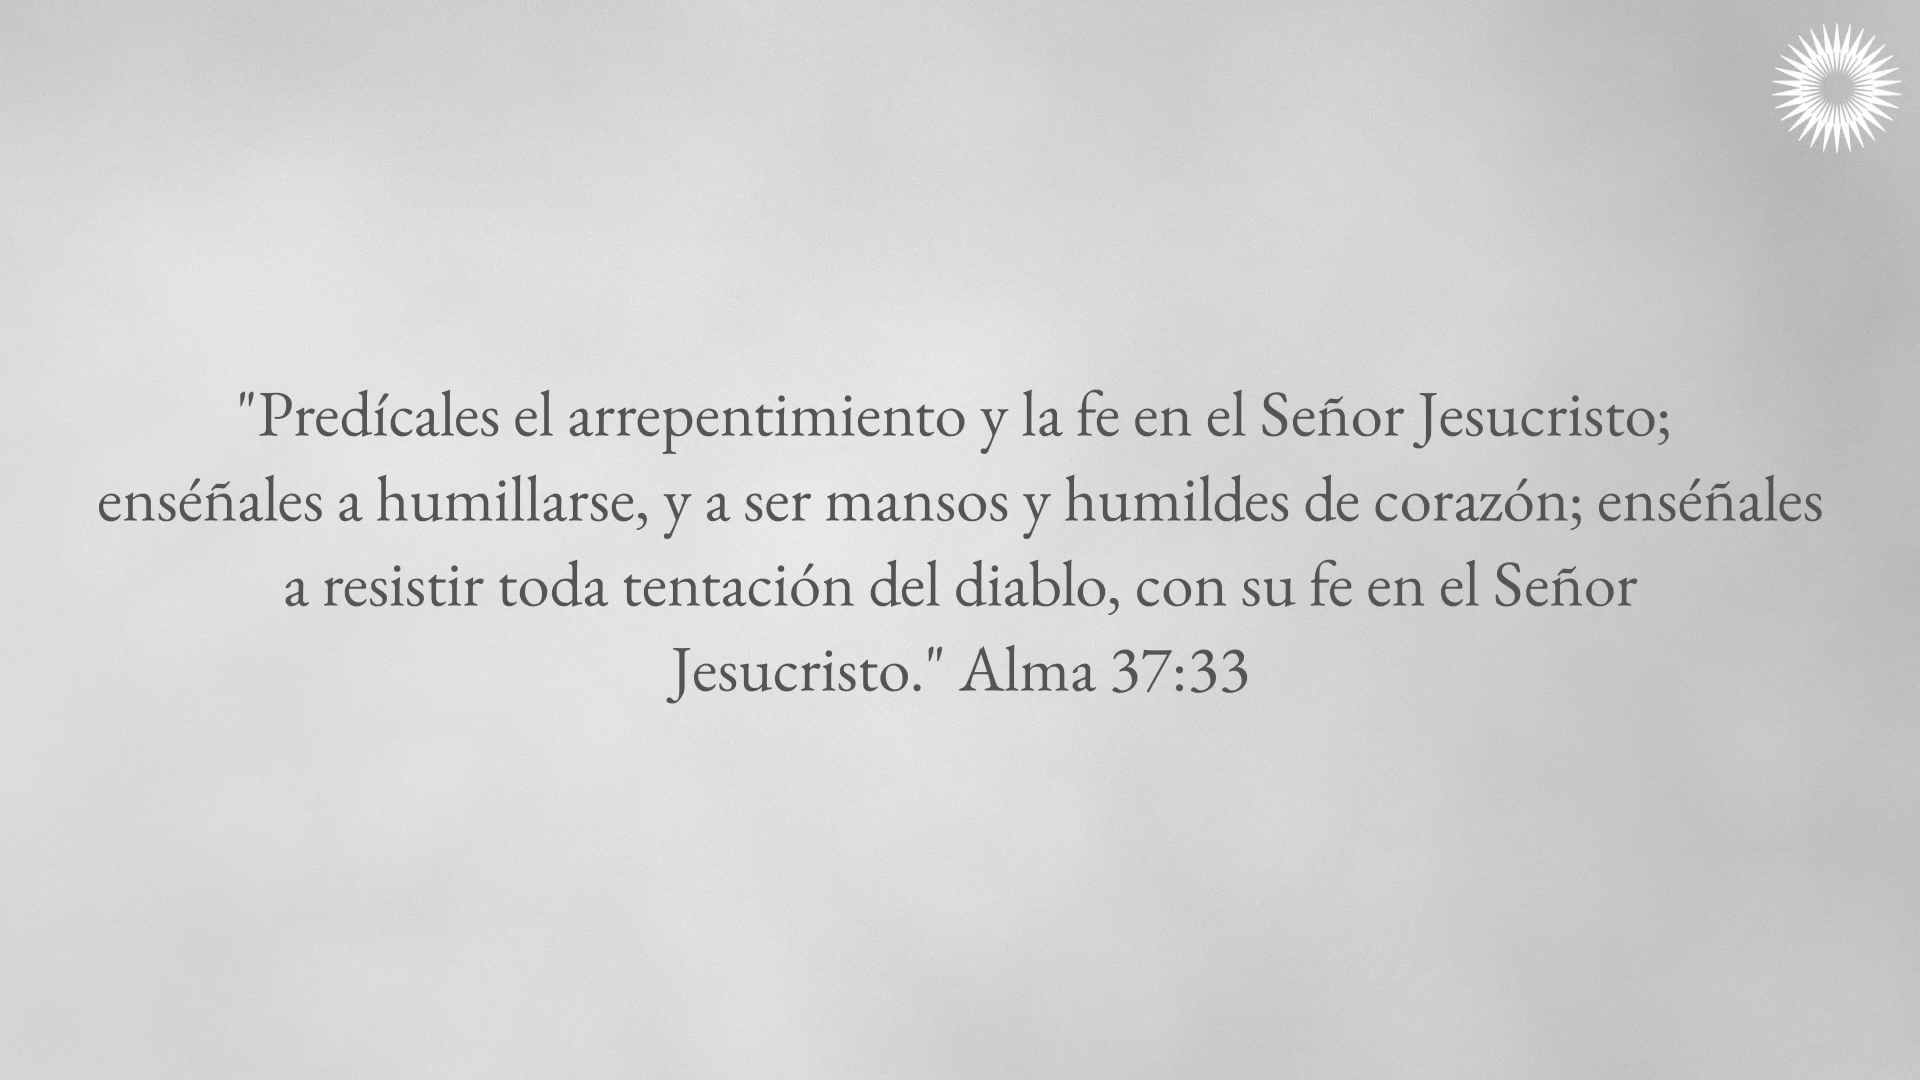 "Predícales el arrepentimiento y la fe en el Señor Jesucristo;
enséñales a humillarse, y a ser mansos y humildes de corazón; enséñales
a resistir toda tentación del diablo, con su fe en el Señor
Jesucristo." Alma 37:33